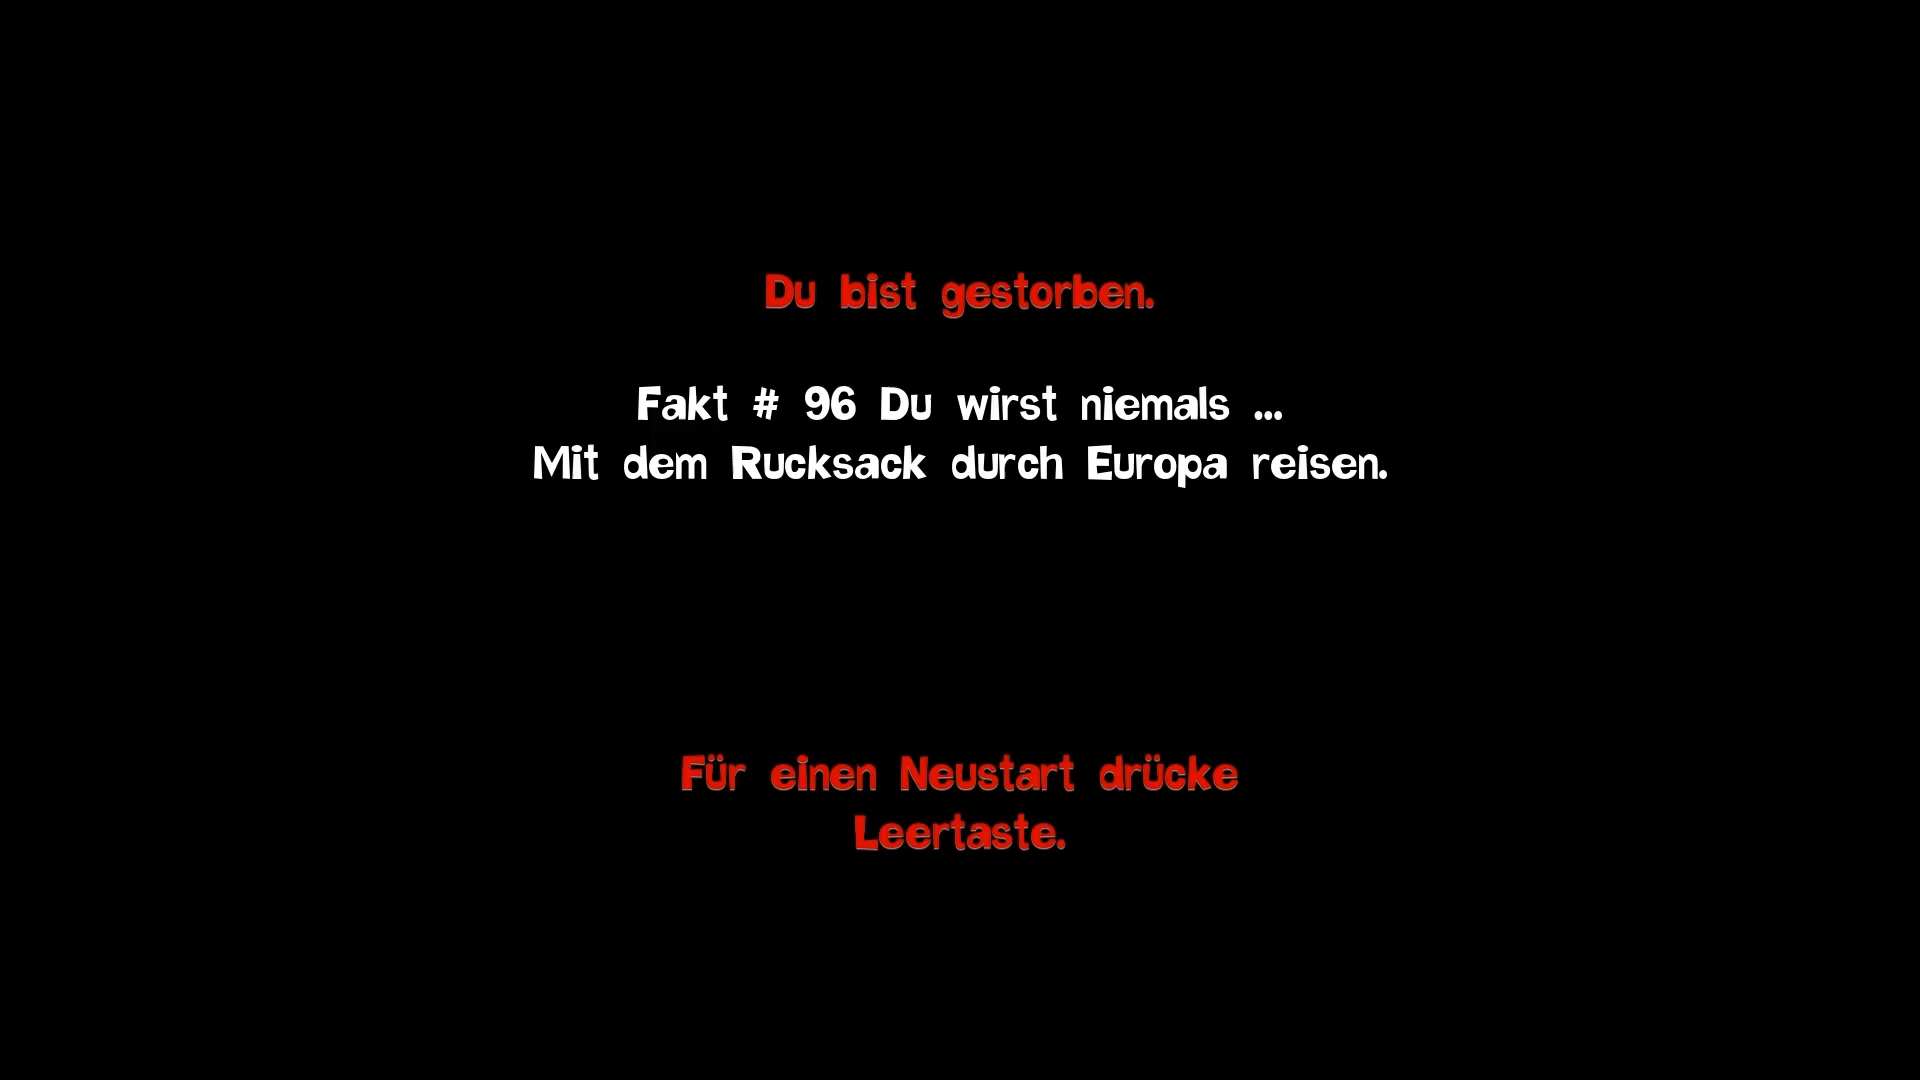 Du bist gestorben.
Fakt # 96 Du wirst niemals ...
Mit dem Rucksack durch Europa reisen.
Für einen Neustart drücke
Leertaste.